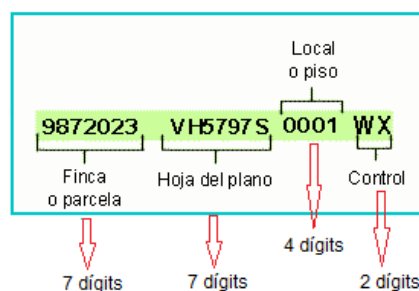 Local
o piso
9872023 VH5797S 0001 WX
Finca
o parcela
Hoja del plano
Control
4 dígits
7 dígits
7 dígits
2 dígits